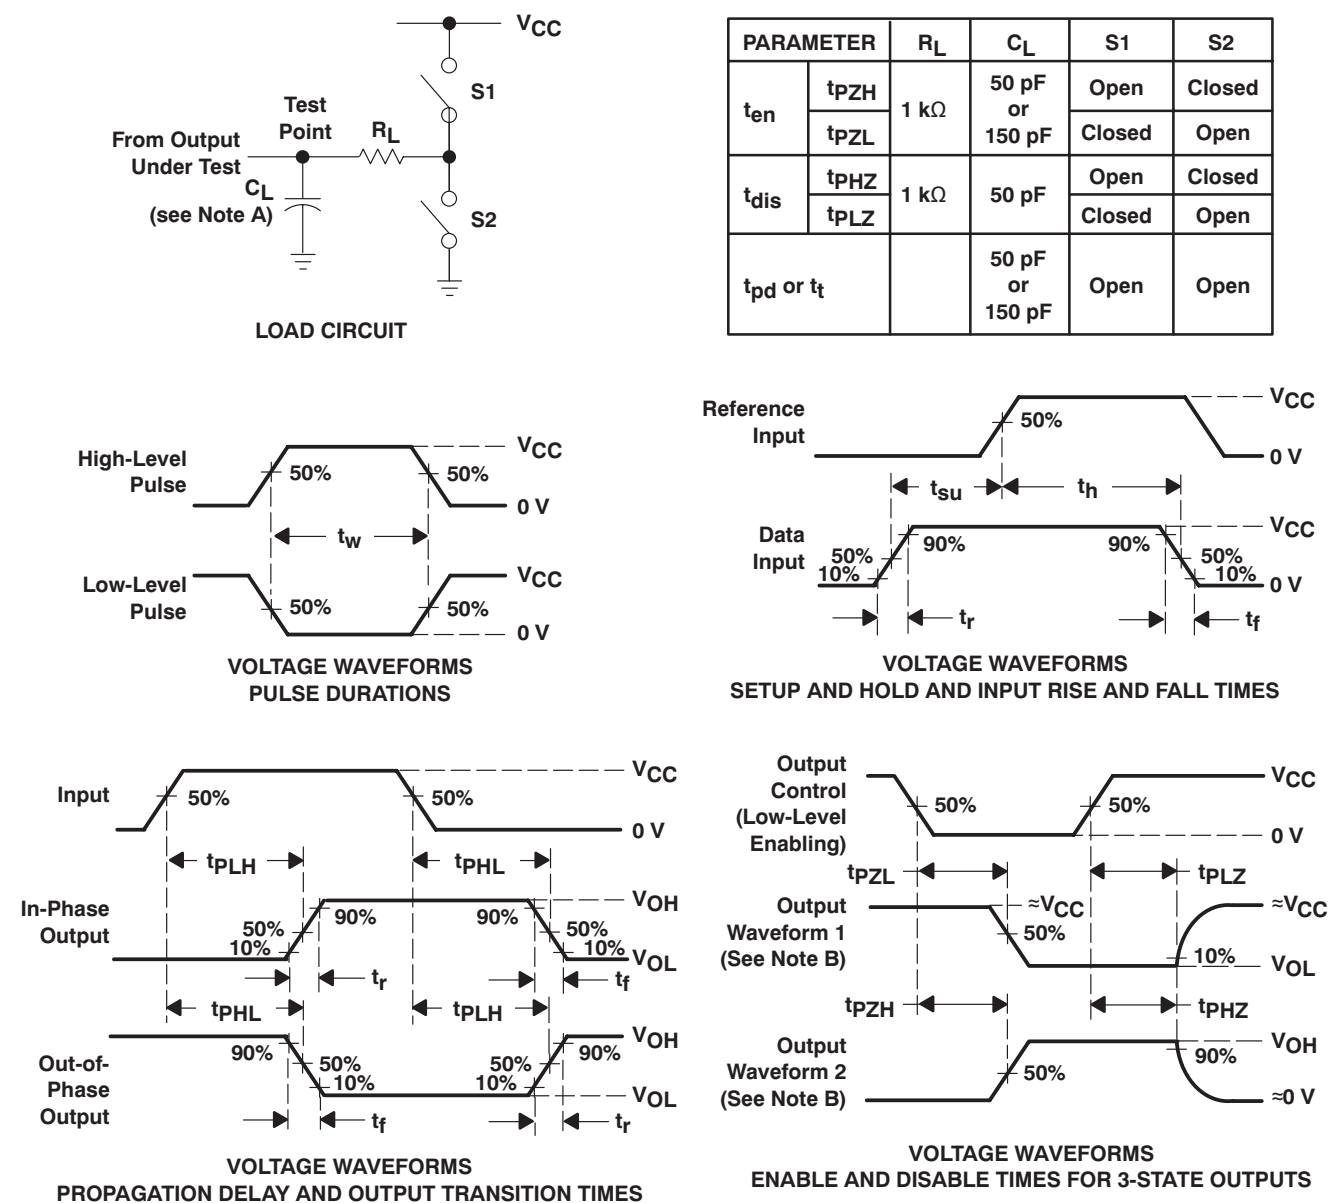 VCC
S1
Test
Point
RL
From Output
Under Test
CL
(see Note A)
S2
LOAD CIRCUIT
PARAMETER RL CL S1 S2
ten tPZH 1 kΩ 50 pF or 150 pF Open Closed
tPZL Closed Open
tdis tPHZ 1 kΩ 50 pF Open Closed
tPLZ Closed Open
tpd or tt 50 pF or 150 pF Open Open
High-Level
Pulse
50%
50%
VCC
0 V
tw
Low-Level
Pulse
50%
50%
VCC
0 V
VOLTAGE WAVEFORMS
PULSE DURATIONS
Reference
Input
50%
VCC
0 V
tsu
th
Data
Input
50%
10%
90%
90%
50%
10%
VCC
0 V
tr
tf
VOLTAGE WAVEFORMS
SETUP AND HOLD AND INPUT RISE AND FALL TIMES
Input
50%
50%
VCC
0 V
tPLH
tPHL
In-Phase
Output
50%
10%
90%
90%
50%
10%
VOH
VOL
tr
tf
tPHL
tPLH
Out-of-
Phase
Output
90%
50%
10%
50%
10%
90%
VOH
VOL
tf
tr
VOLTAGE WAVEFORMS
PROPAGATION DELAY AND OUTPUT TRANSITION TIMES
Output
Control
(Low-Level
Enabling)
50%
50%
VCC
0 V
tPZL
tPLZ
Output
Waveform 1
(See Note B)
≈VCC
50%
≈VCC
10%
VOL
tPZH
tPHZ
Output
Waveform 2
(See Note B)
50%
VOH
90%
≈0 V
VOLTAGE WAVEFORMS
ENABLE AND DISABLE TIMES FOR 3-STATE OUTPUTS